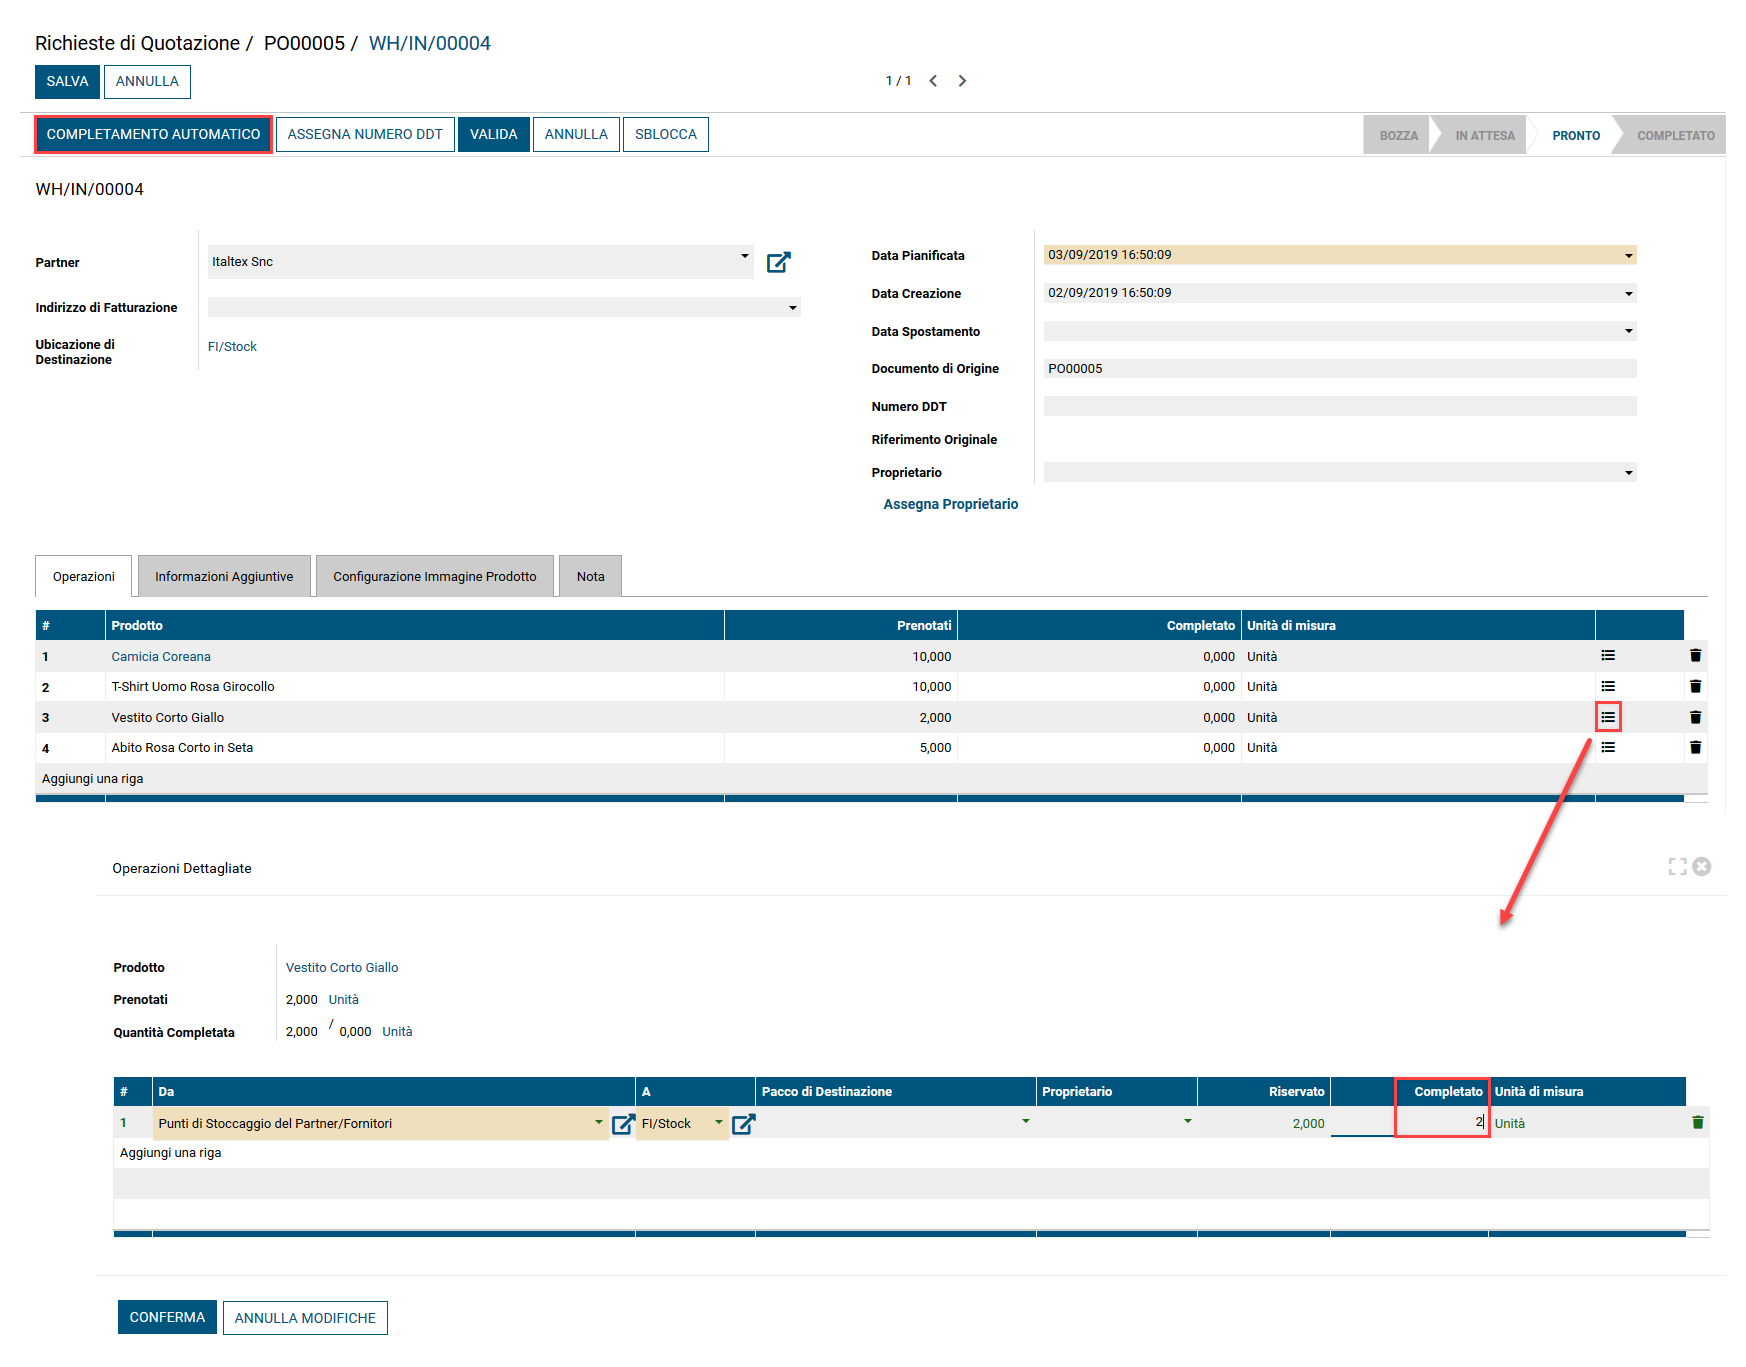 Richieste di Quotazione / PO00005 / WH/IN/00004
SALVA ANNULLA 1 / 1
COMPLETAMENTO AUTOMATICO ASSEGNA NUMERO DDT VALIDA ANNULLA SBLOCCA BOZZA IN ATTESA PRONTO COMPLETATO
WH/IN/00004
Partner Italtex Snc
Indirizzo di Fatturazione
Ubicazione di
Destinazione
FI/Stock
Data Pianificata 03/09/2019 16:50:09
Data Creazione 02/09/2019 16:50:09
Data Spostamento
Documento di Origine PO00005
Numero DDT
Riferimento Originale
Proprietario
Assegna Proprietario
Operazioni Informazioni Aggiuntive Configurazione Immagine Prodotto Nota
# Prodotto Prenotati Completato Unità di misura
1 Camicia Coreana 10,000 0,000 Unità
2 T-Shirt Uomo Rosa Girocollo 10,000 0,000 Unità
3 Vestito Corto Giallo 2,000 0,000 Unità
4 Abito Rosa Corto in Seta 5,000 0,000 Unità
Aggiungi una riga
Operazioni Dettagliate
Prodotto Vestito Corto Giallo
Prenotati 2,000 Unità
Quantità Completata 2,000 / 0,000 Unità
# Da A Pacco di Destinazione Proprietario Riservato Completato Unità di misura
1 Punti di Stoccaggio del Partner/Fornitori FI/Stock 2,000 2 Unità
Aggiungi una riga
CONFERMA ANNULLA MODIFICHE